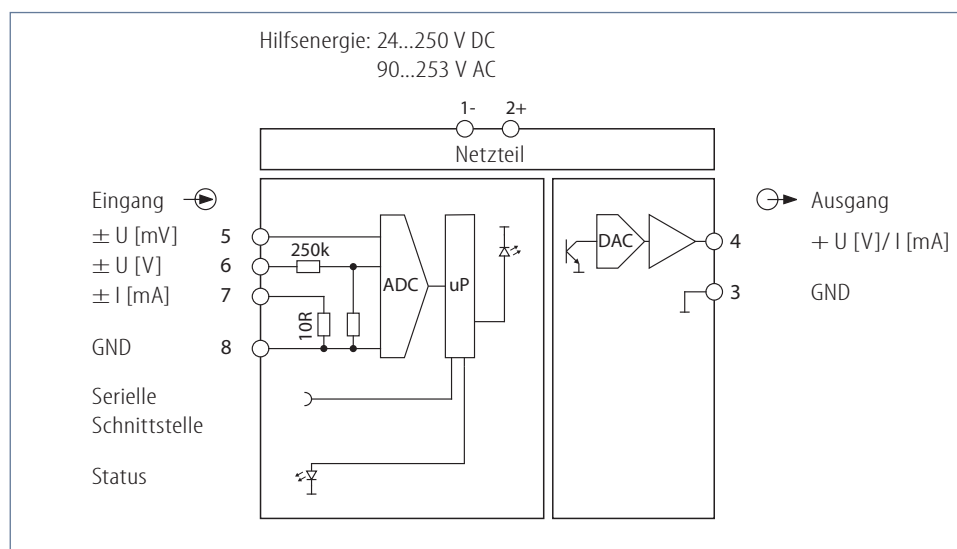 Hilfsenergie: 24...250 V DC
90...253 V AC
1- 2+
Netzteil
Eingang
Ausgang
± U [mV] 5
± U [V] 6
± I [mA] 7
GND 8
250k
10R
ADC
uP
DAC
4 + U [V]/ I [mA]
3 GND
Serielle
Schnittstelle
Status